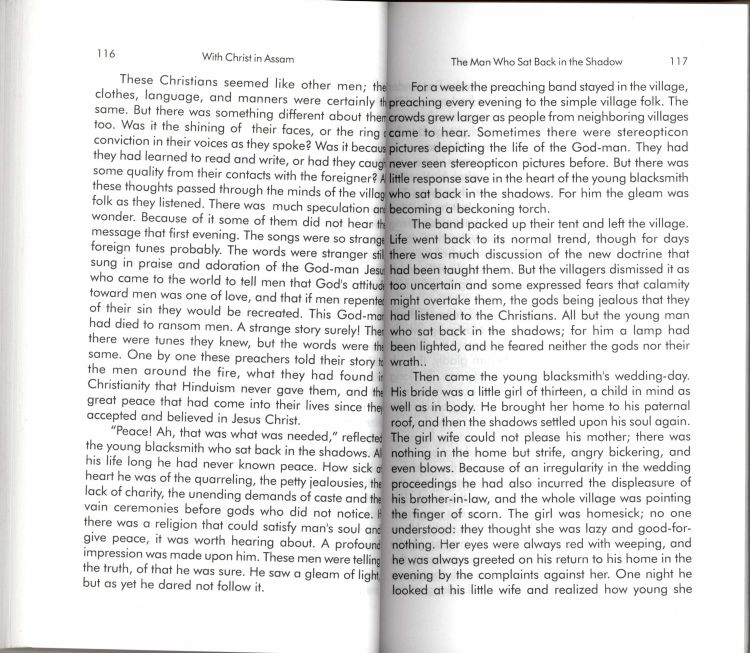 116
With Christ in Assam
These Christians seemed like other men; the
clothes, language, and manners were certainly th
same. But there was something different about then
too. Was it the shining of their faces, or the ring o
conviction in their voices as they spoke? Was it becaus
they had learned to read and write, or had they caug
some quality from their contacts with the foreigner? A
these thoughts passed through the minds of the villag
folk as they listened. There was much speculation an
wonder. Because of it some of them did not hear th
message that first evening. The songs were so strange
foreign tunes probably. The words were stranger stil
sung in praise and adoration of the God-man Jesu
who came to the world to tell men that God's attitud
toward men was one of love, and that if men repente
of their sin they would be recreated. This God-man
had died to ransom men. A strange story surely! Then
there were tunes they knew, but the words were the
same. One by one these preachers told their story to
the men around the fire, what they had found in
Christianity that Hinduism never gave them, and the
great peace that had come into their lives since they
accepted and believed in Jesus Christ.
"Peace! Ah, that was what was needed," reflected
the young blacksmith who sat back in the shadows. Al
his life long he had never known peace. How sick a
heart he was of the quarreling, the petty jealousies, the
lack of charity, the unending demands of caste and the
vain ceremonies before gods who did not notice. If
there was a religion that could satisfy man's soul and
give peace, it was worth hearing about. A profound
impression was made upon him. These men were telling
the truth, of that he was sure. He saw a gleam of light,
but as yet he dared not follow it.
The Man Who Sat Back in the Shadow
117
For a week the preaching band stayed in the village,
preaching every evening to the simple village folk. The
crowds grew larger as people from neighboring villages
came to hear. Sometimes there were stereopticon
pictures depicting the life of the God-man. They had
never seen stereopticon pictures before. But there was
little response save in the heart of the young blacksmith
who sat back in the shadows. For him the gleam was
becoming a beckoning torch.
The band packed up their tent and left the village.
Life went back to its normal trend, though for days
there was much discussion of the new doctrine that
had been taught them. But the villagers dismissed it as
too uncertain and some expressed fears that calamity
might overtake them, the gods being jealous that they
had listened to the Christians. All but the young man
who sat back in the shadows; for him a lamp had
been lighted, and he feared neither the gods nor their
wrath..
Then came the young blacksmith's wedding-day.
His bride was a little girl of thirteen, a child in mind as
well as in body. He brought her home to his paternal
roof, and then the shadows settled upon his soul again.
The girl wife could not please his mother; there was
nothing in the home but strife, angry bickering, and
even blows. Because of an irregularity in the wedding
proceedings he had also incurred the displeasure of
his brother-in-law, and the whole village was pointing
the finger of scorn. The girl was homesick; no one
understood: they thought she was lazy and good-for-
nothing. Her eyes were always red with weeping, and
he was always greeted on his return to his home in the
evening by the complaints against her. One night he
looked at his little wife and realized how young she